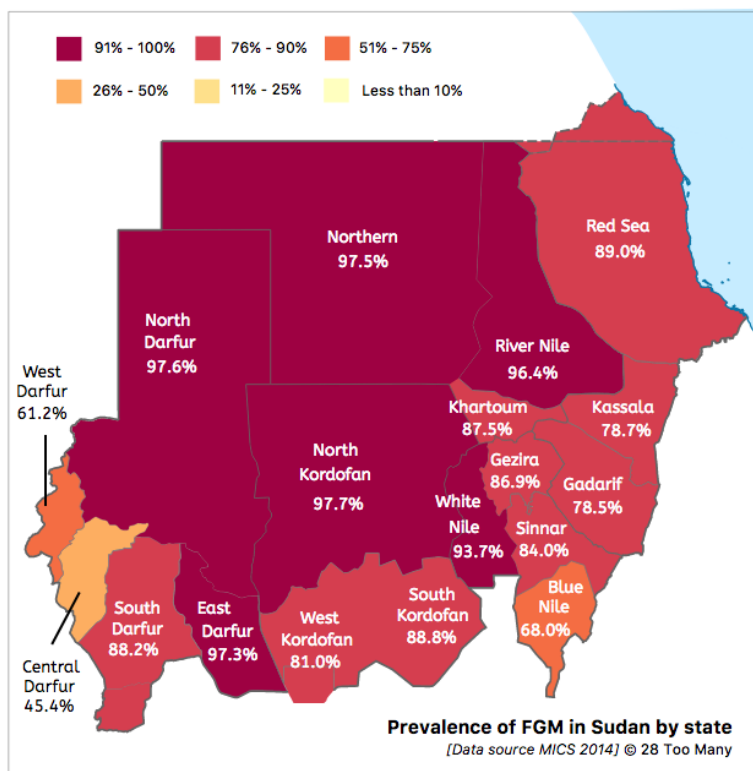 91% - 100%
76% - 90%
51% - 75%
26% - 50%
11% - 25%
Less than 10%
Northern
97.5%
Red Sea
89.0%
North
Darfur
97.6%
River Nile
96.4%
West
Darfur
61.2%
Khartoum
87.5%
Kassala
78.7%
North
Kordofan
97.7%
Gezira
86.9%
Gadarif
78.5%
White
Nile
93.7%
Sinnar
84.0%
Blue
Nile
68.0%
South
Kordofan
88.8%
West
Kordofan
81.0%
East
Darfur
97.3%
South
Darfur
88.2%
Central
Darfur
45.4%
Prevalence of FGM in Sudan by state
[Data source MICS 2014] © 28 Too Many